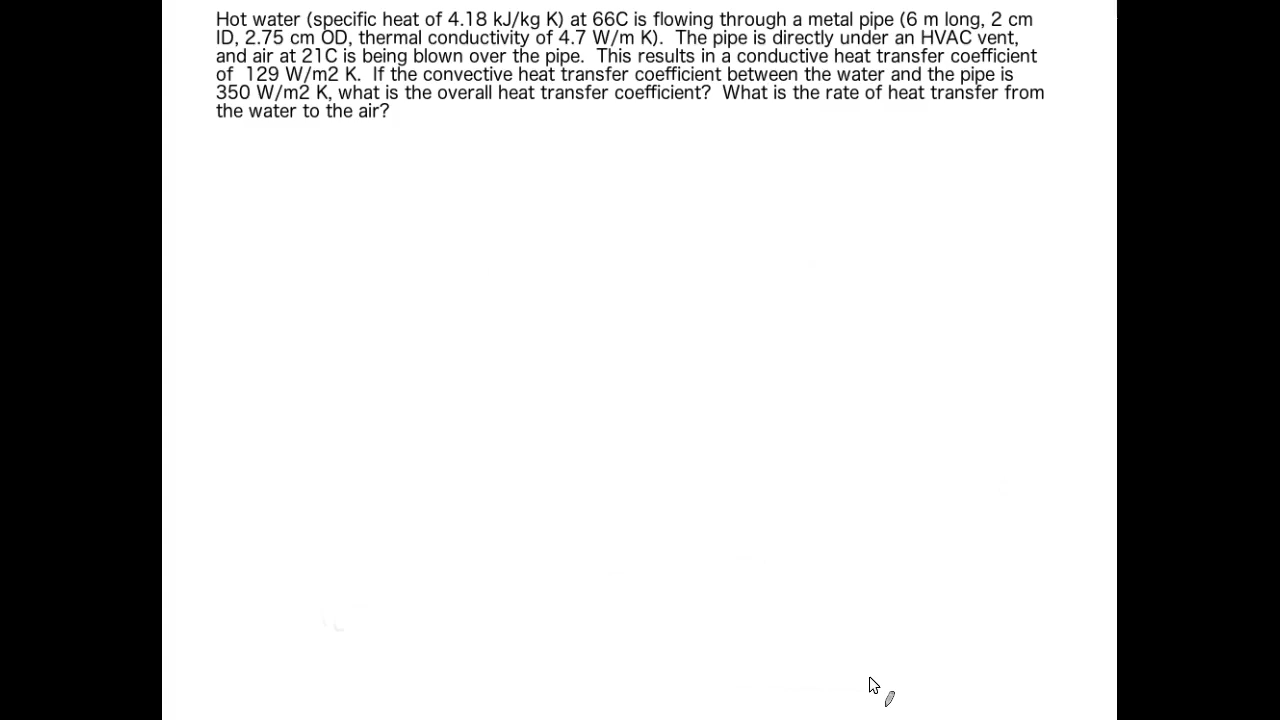 Hot water (specific heat of 4.18 kJ/kg K) at 66C is flowing through a metal pipe (6 m long, 2 cm
ID, 2.75 cm OD, thermal conductivity of 4.7 W/m K).  The pipe is directly under an HVAC vent,
and air at 21C is being blown over the pipe.  This results in a conductive heat transfer coefficient
of  129 W/m2 K.  If the convective heat transfer coefficient between the water and the pipe is
350 W/m2 K, what is the overall heat transfer coefficient?  What is the rate of heat transfer from
the water to the air?